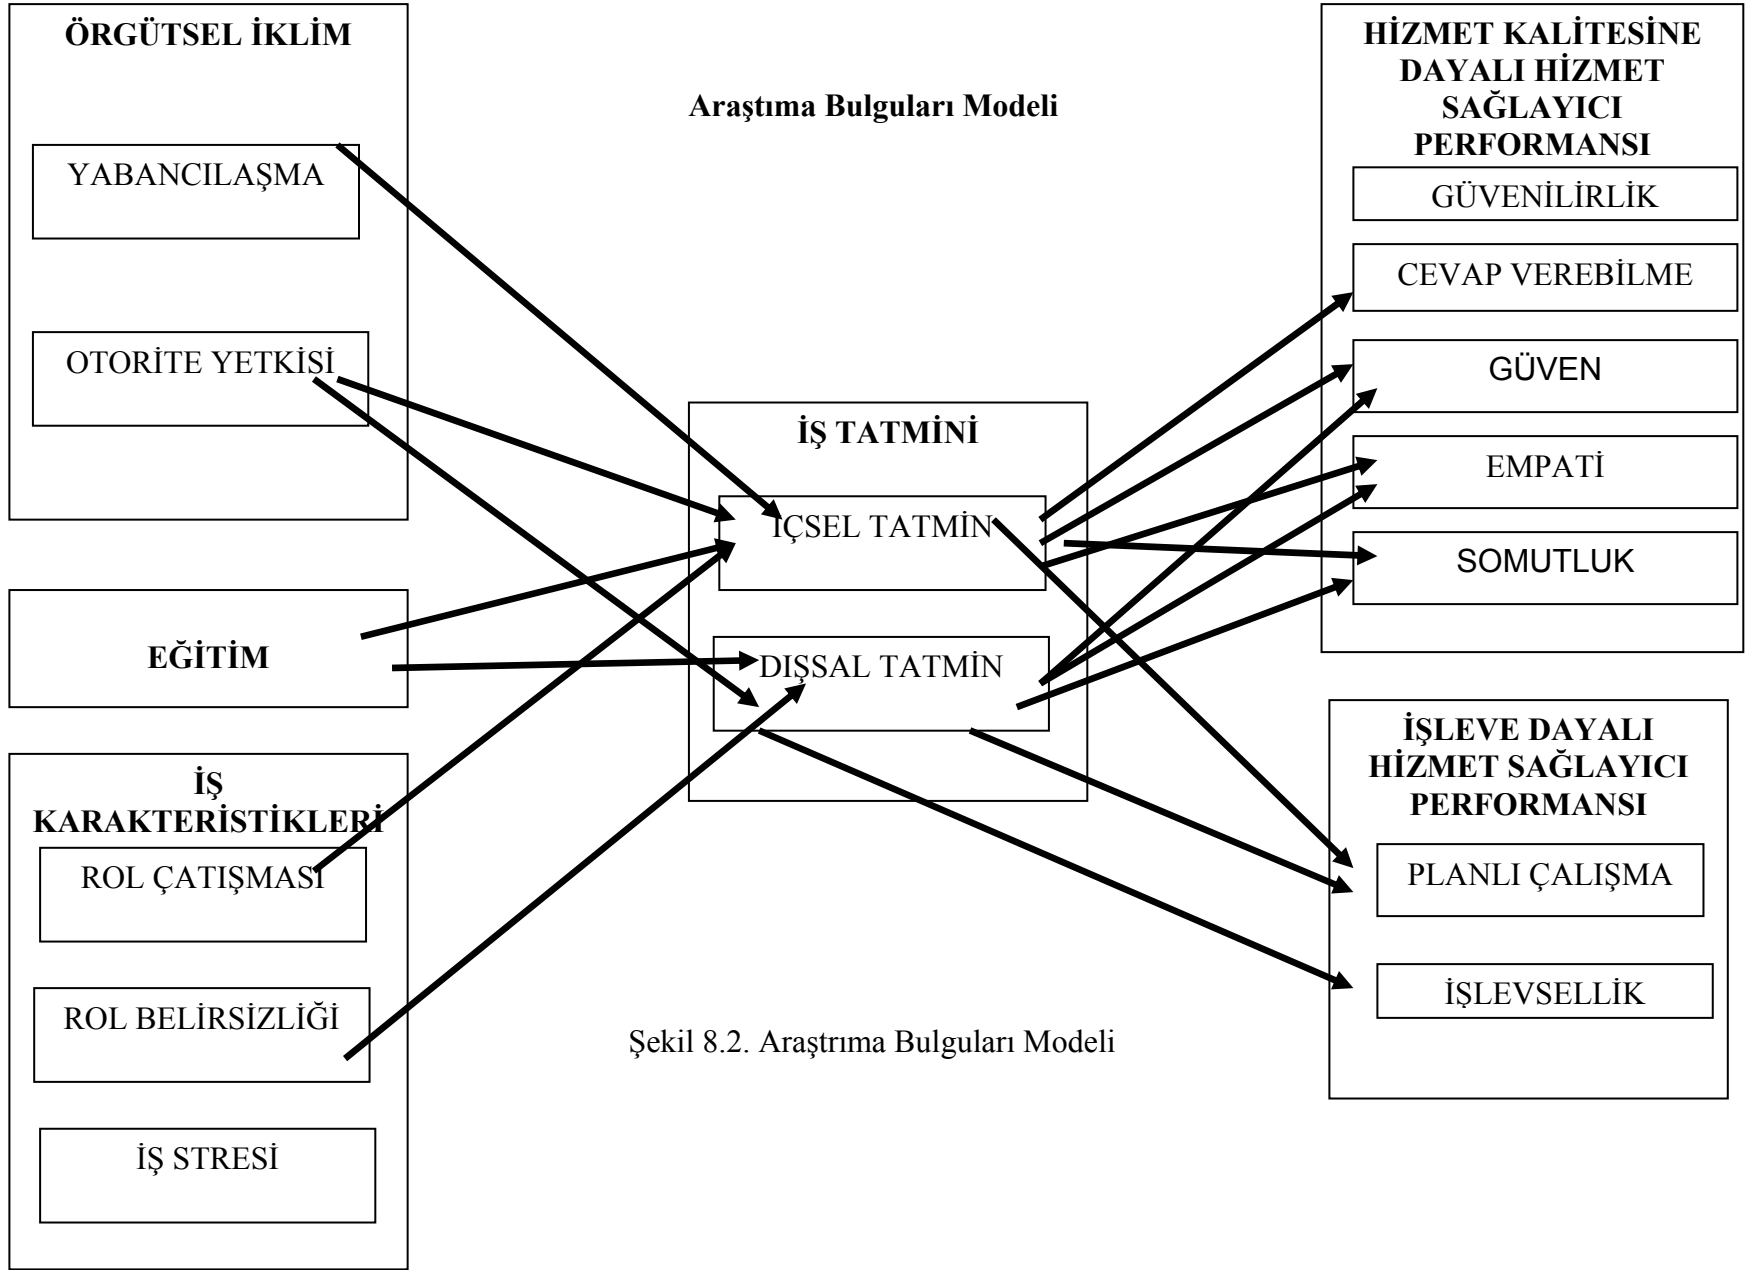 ÖRGÜTSEL İKLİM
YABANCILAŞMA
OTORİTE YETKİSİ
EĞİTİM
İŞ
KARAKTERİSTİKLERİ
ROL ÇATIŞMASI
ROL BELİRSİZLİĞİ
İŞ STRESİ
Araştıma Bulguları Modeli
İŞ TATMİNİ
İÇSEL TATMİN
DIŞSAL TATMİN
Şekil 8.2. Araştrıma Bulguları Modeli
HİZMET KALİTESİNE
DAYALI HİZMET
SAĞLAYICI
PERFORMANSI
GÜVENİLİRLİK
CEVAP VEREBİLME
GÜVEN
EMPATİ
SOMUTLUK
İŞLEVE DAYALI
HİZMET SAĞLAYICI
PERFORMANSI
PLANLI ÇALIŞMA
İŞLEVSELLİK